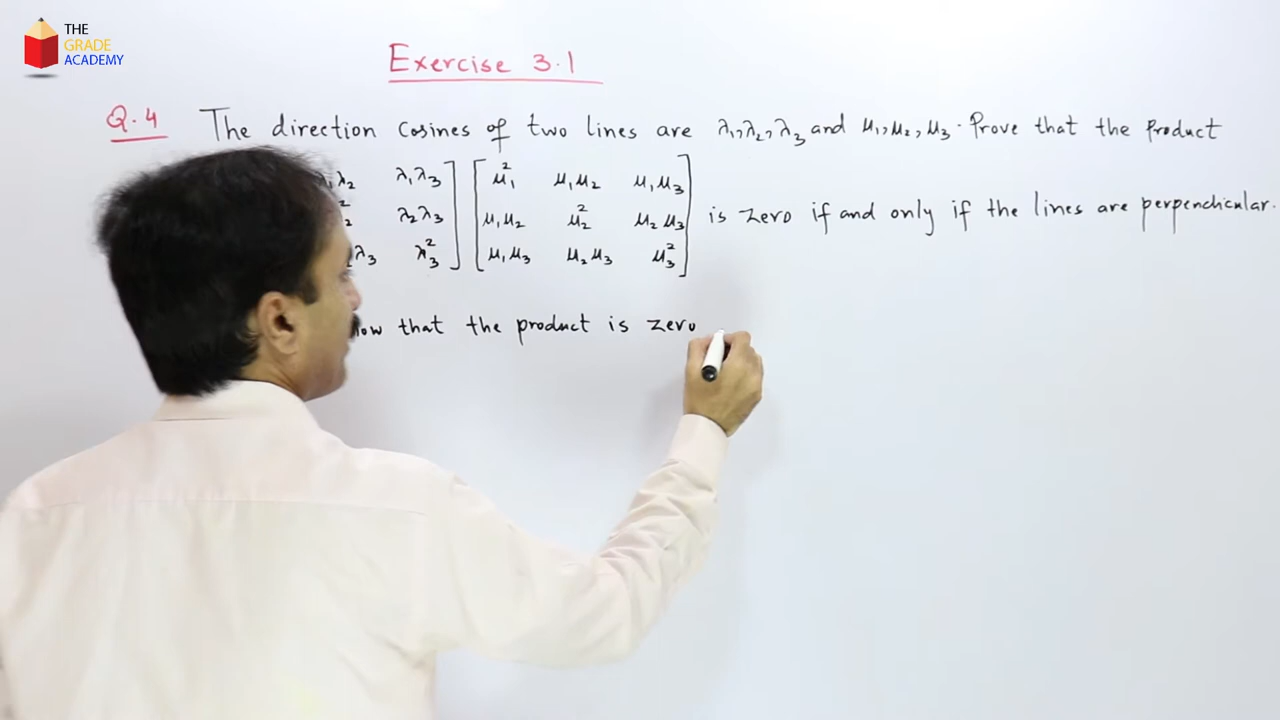 THE
GRADE
ACADEMY
Exercise 3.1
Q.4 The direction cosines of two lines are λ₁, λ₂, λ₃ and μ₁, μ₂, μ₃. Prove that the product
λ₂ λ₁λ₃ μ₁² μ₁μ₂ μ₁μ₃
λ₂λ₃ μ₁μ₂ μ₂² μ₂μ₃ is zero if and only if the lines are perpendicular.
λ₃ λ₃² μ₁μ₃ μ₂μ₃ μ₃²
that the product is zero